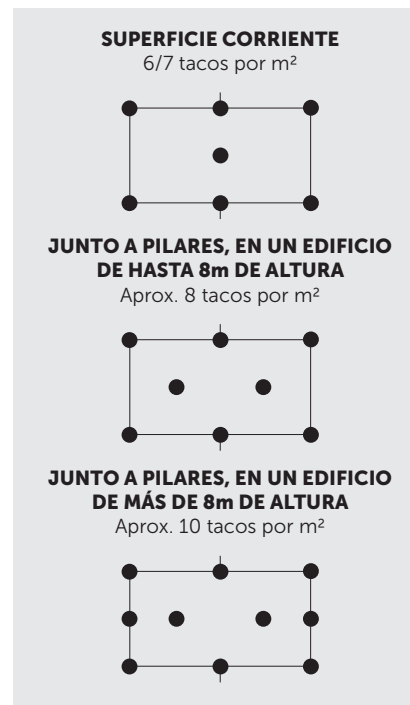 SUPERFICIE CORRIENTE
6/7 tacos por m²
JUNTO A PILARES, EN UN EDIFICIO
DE HASTA 8m DE ALTURA
Aprox. 8 tacos por m²
JUNTO A PILARES, EN UN EDIFICIO
DE MÁS DE 8m DE ALTURA
Aprox. 10 tacos por m²